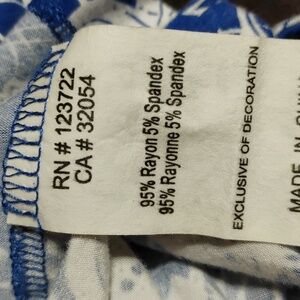 RN # 123722
CA # 32054
95% Rayon 5% Spandex
95% Rayonne 5% Spandex
EXCLUSIVE OF DECORATION
MADE IN